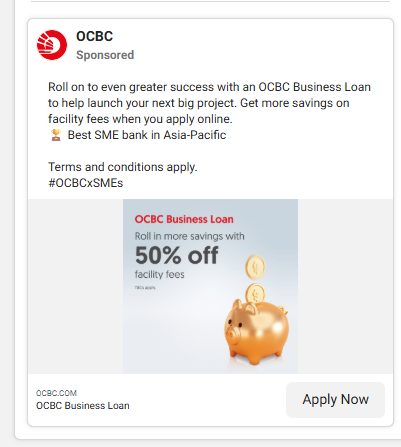 OCBC
Sponsored
Roll on to even greater success with an OCBC Business Loan
to help launch your next big project. Get more savings on
facility fees when you apply online.
🏆 Best SME bank in Asia-Pacific
Terms and conditions apply.
#OCBCxSMEs
OCBC Business Loan
Roll in more savings with
50% off
facility fees
T&Cs apply.
OCBC.COM
OCBC Business Loan
Apply Now